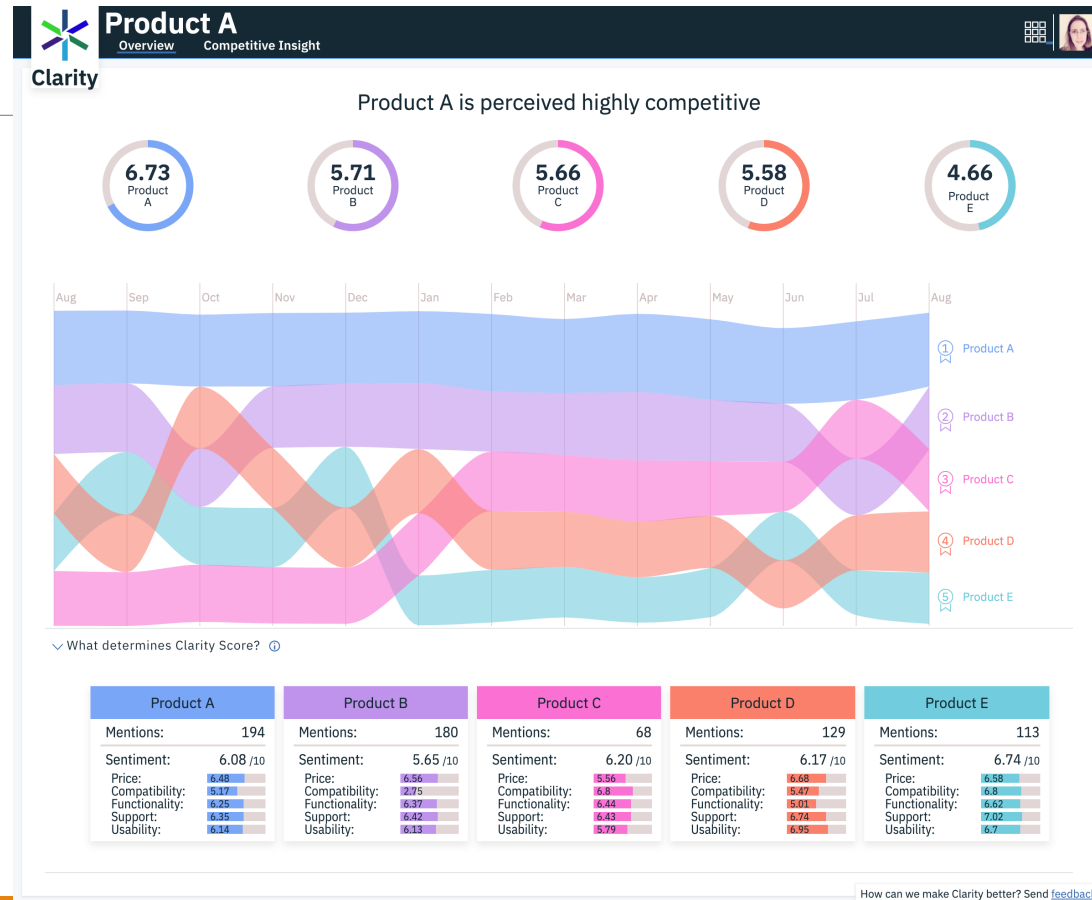 Product A
Overview Competitive Insight
Clarity
Product A is perceived highly competitive
6.73 5.71 5.66 5.58 4.66
Product Product Product Product Product
A B C D E
Aug Sep Oct Nov Dec Jan Feb Mar Apr May Jun Jul Aug
1 Product A
2 Product B
3 Product C
4 Product D
5 Product E
What determines Clarity Score? i
Product A Product B Product C Product D Product E
Mentions: 194 Mentions: 180 Mentions: 68 Mentions: 129 Mentions: 113
Sentiment: 6.08 /10 Sentiment: 5.65 /10 Sentiment: 6.20 /10 Sentiment: 6.17 /10 Sentiment: 6.74 /10
Price: 6.48 Price: 6.56 Price: 5.56 Price: 6.68 Price: 6.58
Compatibility: 5.17 Compatibility: 2.75 Compatibility: 6.8 Compatibility: 5.47 Compatibility: 6.8
Functionality: 6.25 Functionality: 6.37 Functionality: 6.44 Functionality: 5.01 Functionality: 6.62
Support: 6.35 Support: 6.42 Support: 6.43 Support: 6.74 Support: 7.02
Usability: 6.14 Usability: 6.13 Usability: 5.79 Usability: 6.95 Usability: 6.7
How can we make Clarity better? Send feedback